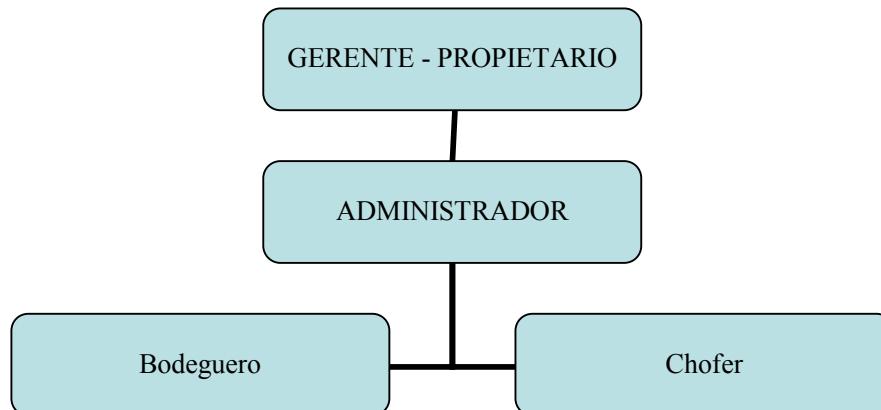 GERENTE - PROPIETARIO
ADMINISTRADOR
Bodeguero
Chofer